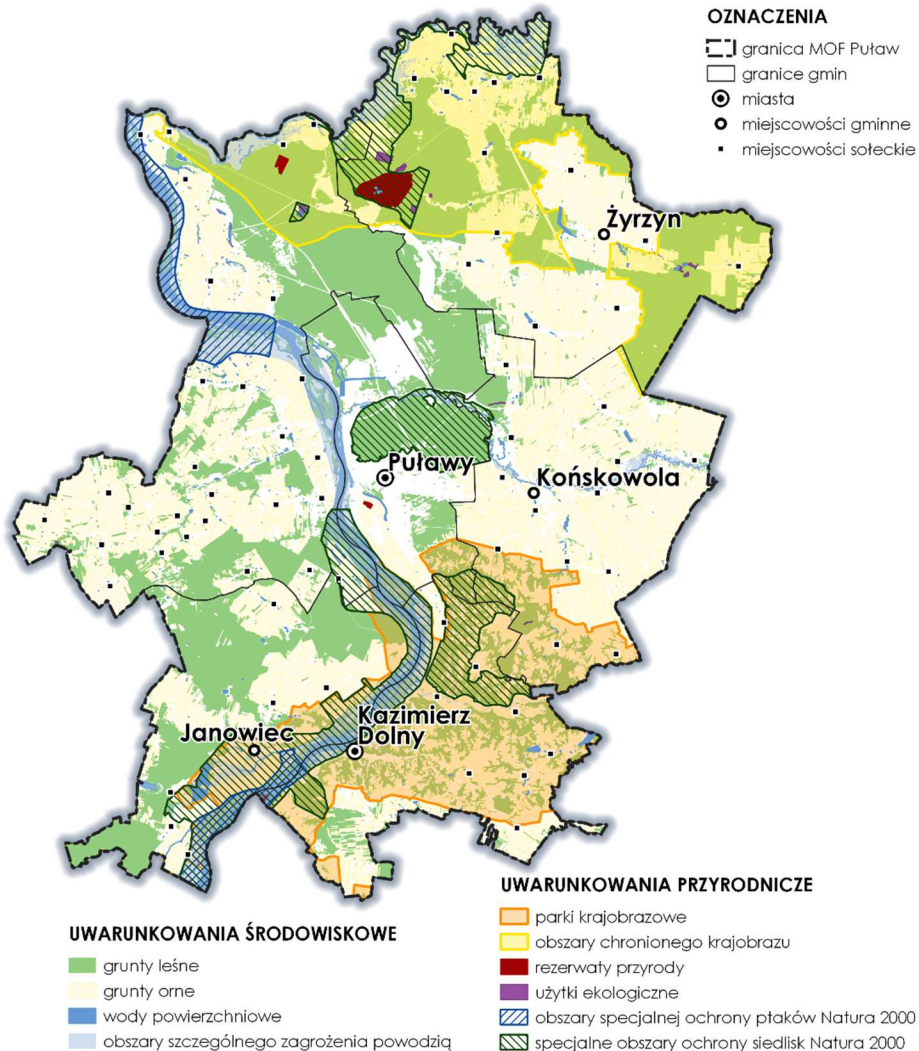 OZNACZENIA
granica MOF Puław
granice gmin
miasta
miejscowości gminne
miejscowości sołeckie
Żyrzyn
Puławy
Końskowola
Janowiec
Kazimierz
Dolny
UWARUNKOWANIA ŚRODOWISKOWE
grunty leśne
grunty orne
wody powierzchniowe
obszary szczególnego zagrożenia powodzią
UWARUNKOWANIA PRZYRODNICZE
parki krajobrazowe
obszary chronionego krajobrazu
rezerwaty przyrody
użytki ekologiczne
obszary specjalnej ochrony ptaków Natura 2000
specjalne obszary ochrony siedlisk Natura 2000